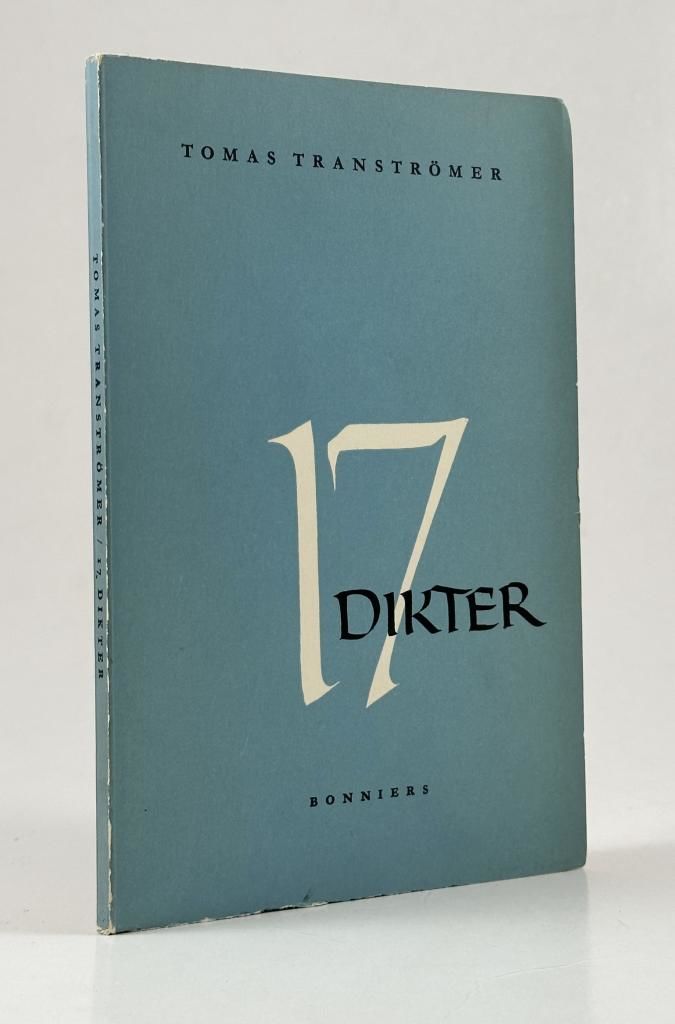 TOMAS TRANSTRÖMER
17
DIKTER
BONNIERS
TOMAS TRANSTRÖMER / 17 DIKTER